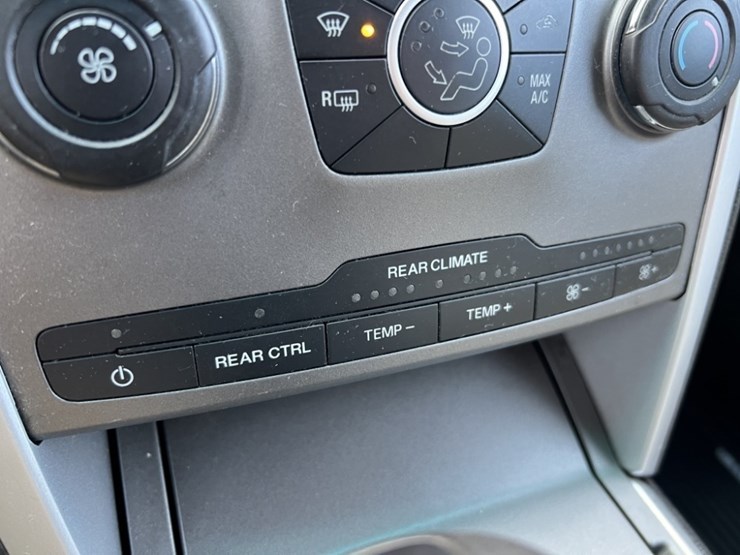 R
MAX
A/C
REAR CLIMATE
REAR CTRL
TEMP −
TEMP +
−
+